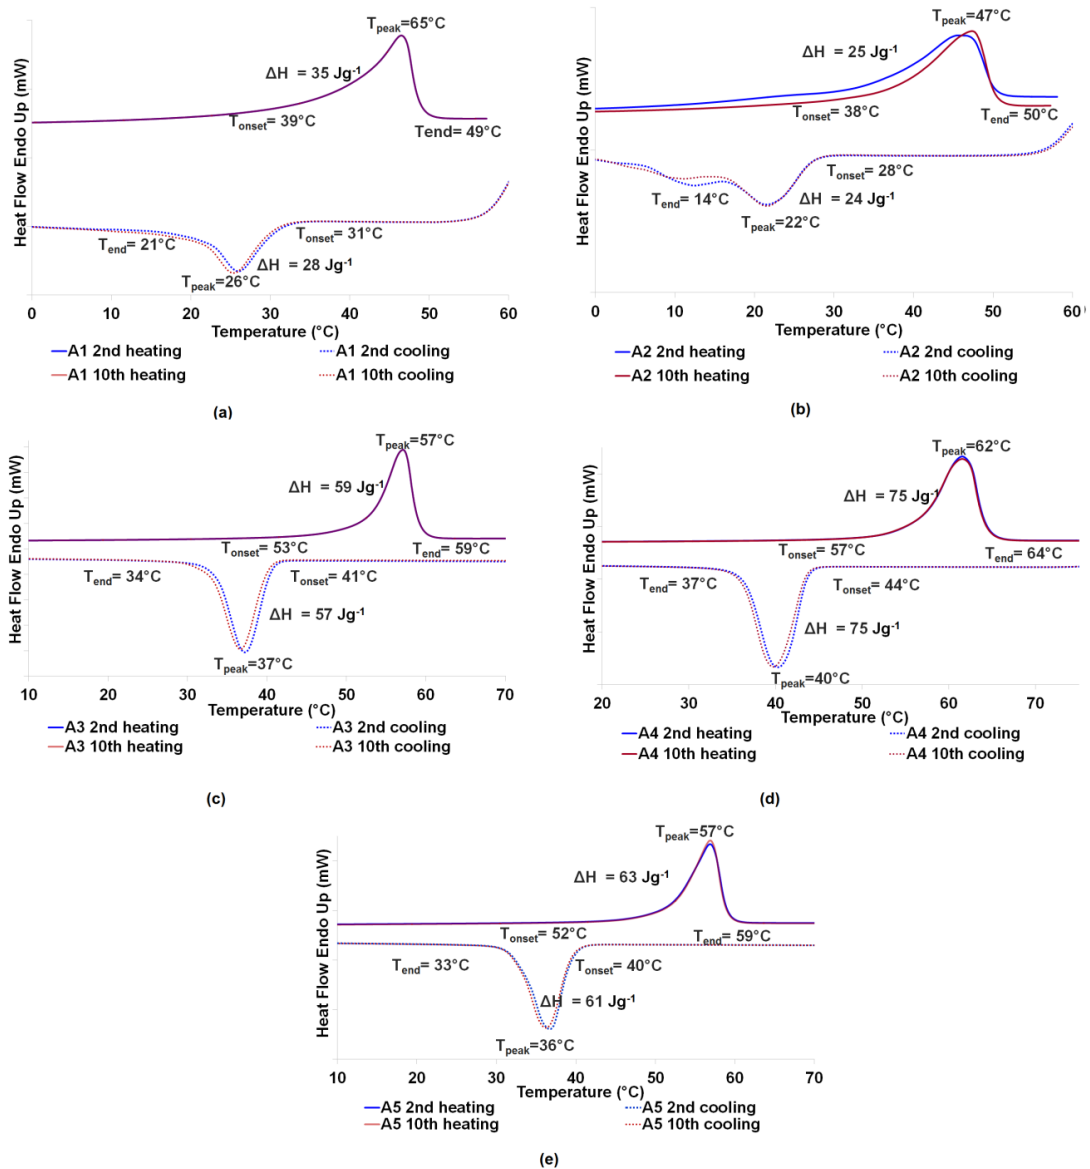 Heat Flow Endo Up (mW)
Tpeak=65°C
ΔH = 35 Jg-1
Tonset= 39°C
Tend= 49°C
Tend= 21°C
Tonset= 31°C
ΔH = 28 Jg-1
Tpeak=26°C
0 10 20 30 40 50 60
Temperature (°C)
A1 2nd heating
A1 2nd cooling
A1 10th heating
A1 10th cooling
(a)
Heat Flow Endo Up (mW)
Tpeak=47°C
ΔH = 25 Jg-1
Tonset= 38°C
Tend= 50°C
Tonset= 28°C
Tend= 14°C
ΔH = 24 Jg-1
Tpeak=22°C
0 10 20 30 40 50 60
Temperature (°C)
A2 2nd heating
A2 2nd cooling
A2 10th heating
A2 10th cooling
(b)
Heat Flow Endo Up (mW)
Tpeak=57°C
ΔH = 59 Jg-1
Tonset= 53°C
Tend= 59°C
Tend= 34°C
Tonset= 41°C
ΔH = 57 Jg-1
Tpeak=37°C
10 20 30 40 50 60 70
Temperature (°C)
A3 2nd heating
A3 2nd cooling
A3 10th heating
A3 10th cooling
(c)
Heat Flow Endo Up (mW)
Tpeak=62°C
ΔH = 75 Jg-1
Tonset= 57°C
Tend= 64°C
Tend= 37°C
Tonset= 44°C
ΔH = 75 Jg-1
Tpeak=40°C
20 30 40 50 60 70
Temperature (°C)
A4 2nd heating
A4 2nd cooling
A4 10th heating
A4 10th cooling
(d)
Heat Flow Endo Up (mW)
Tpeak=57°C
ΔH = 63 Jg-1
Tonset= 52°C
Tend= 59°C
Tend= 33°C
Tonset= 40°C
ΔH = 61 Jg-1
Tpeak=36°C
10 20 30 40 50 60 70
Temperature (°C)
A5 2nd heating
A5 2nd cooling
A5 10th heating
A5 10th cooling
(e)